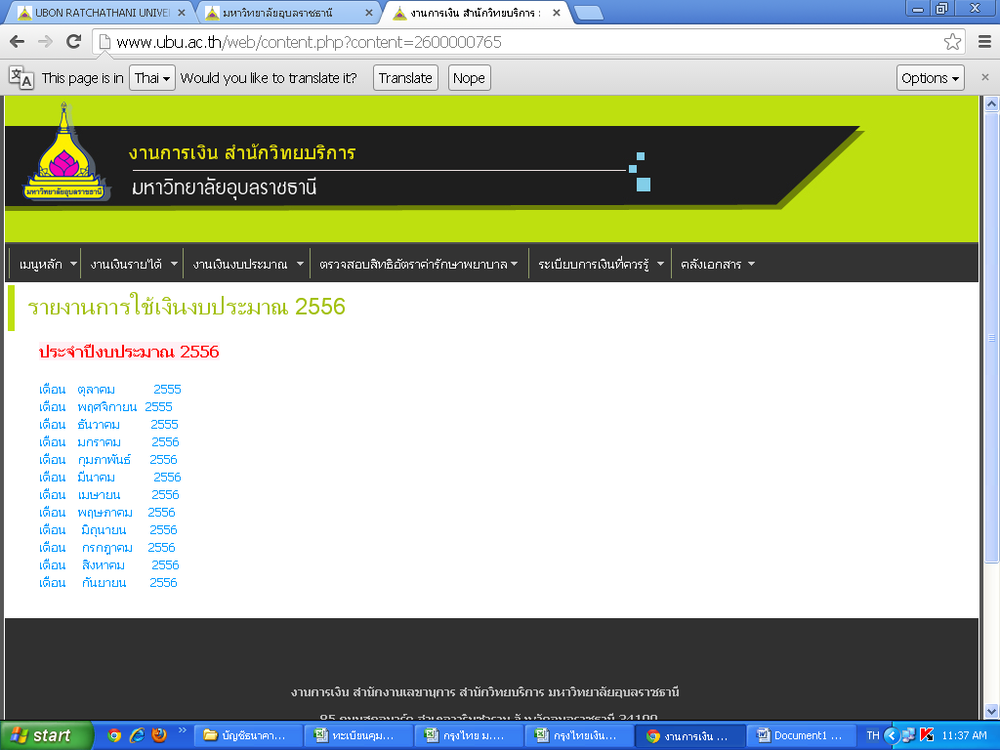 UBON RATCHATHANI UNIVE
มหาวิทยาลัยอุบลราชธานี
งานการเงิน สำนักวิทยบริการ :
www.ubu.ac.th/web/content.php?content=2600000765
This page is in Thai Would you like to translate it? Translate Nope Options
มหาวิทยาลัยอุบลราชธานี
งานการเงิน สำนักวิทยบริการ
มหาวิทยาลัยอุบลราชธานี
เมนูหลัก งานเงินรายได้ งานเงินงบประมาณ ตรวจสอบสิทธิอัตราค่ารักษาพยาบาล ระเบียบการเงินที่ควรรู้ คลังเอกสาร
รายงานการใช้เงินงบประมาณ 2556
ประจำปีงบประมาณ 2556
เดือน ตุลาคม 2555
เดือน พฤศจิกายน 2555
เดือน ธันวาคม 2555
เดือน มกราคม 2556
เดือน กุมภาพันธ์ 2556
เดือน มีนาคม 2556
เดือน เมษายน 2556
เดือน พฤษภาคม 2556
เดือน มิถุนายน 2556
เดือน กรกฎาคม 2556
เดือน สิงหาคม 2556
เดือน กันยายน 2556
งานการเงิน สำนักงานเลขานุการ สำนักวิทยบริการ มหาวิทยาลัยอุบลราชธานี
85 ถนนสถลมาร์ค อำเภอวารินชำราบ จังหวัดอุบลราชธานี 34190
start บัญชีธนาคา... ทะเบียนคุม... กรุงไทย ม.... กรุงไทยเงิน... งานการเงิน ... Document1 ... TH 11:37 AM